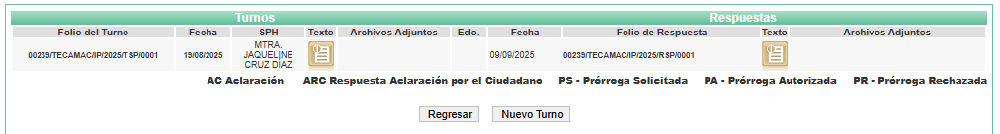 Turnos Respuestas
Folio del Turno Fecha SPH Texto Archivos Adjuntos Edo. Fecha Folio de Respuesta Texto Archivos Adjuntos
00239/TECAMAC/IP/2025/TSP/0001 19/08/2025 MTRA. JAQUEL|NE CRUZ DÍAZ 09/09/2025 00239/TECAMAC/IP/2025/RSP/0001
AC Aclaración ARC Respuesta Aclaración por el Ciudadano PS - Prórroga Solicitada PA - Prórroga Autorizada PR - Prórroga Rechazada
Regresar Nuevo Turno